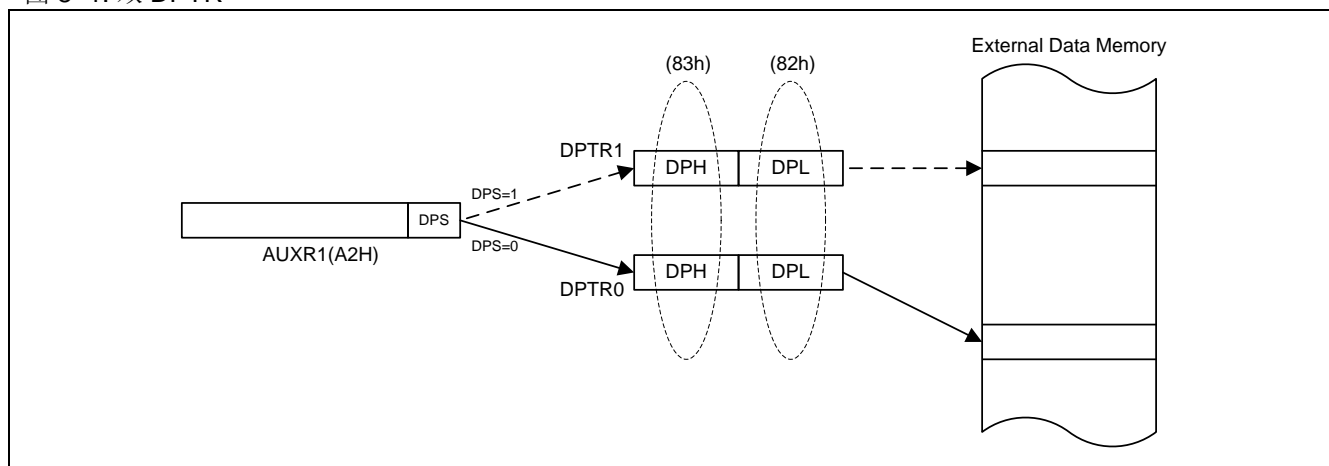 External Data Memory
(83h) (82h)
DPTR1 DPH DPL
DPS=1
DPS
DPS=0
AUXR1(A2H)
DPH DPL
DPTR0